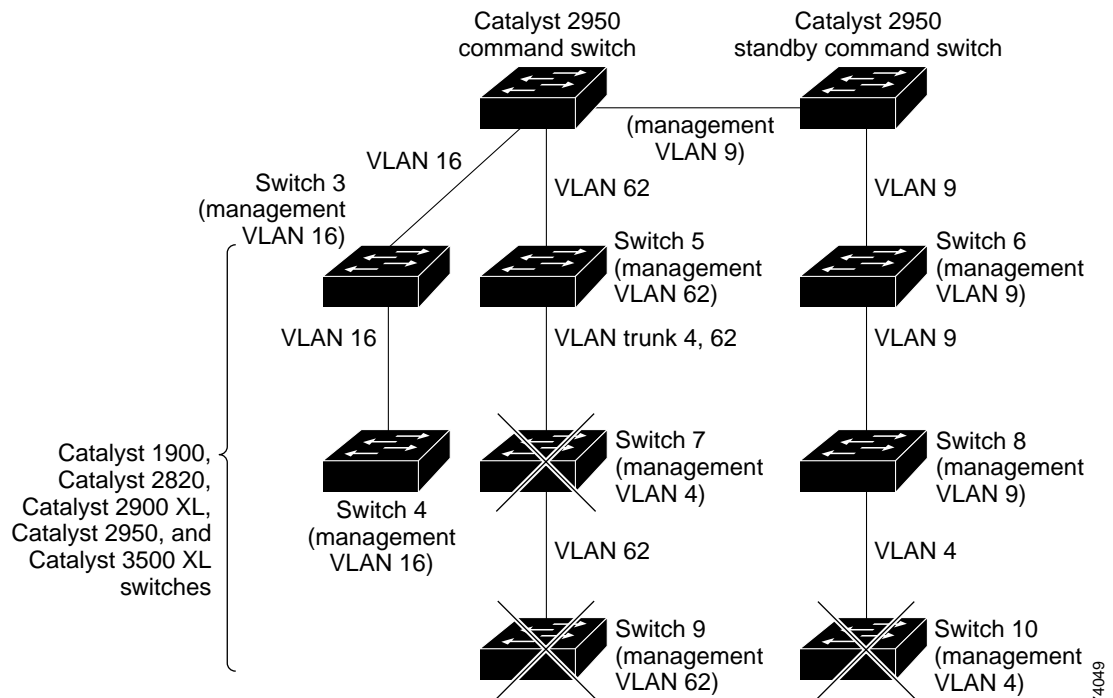 Catalyst 2950
command switch
Catalyst 2950
standby command switch
(management
VLAN 9)
VLAN 16
VLAN 62
VLAN 9
Switch 3
(management
VLAN 16)
Switch 5
(management
VLAN 62)
Switch 6
(management
VLAN 9)
VLAN 16
VLAN trunk 4, 62
VLAN 9
Catalyst 1900,
Catalyst 2820,
Catalyst 2900 XL,
Catalyst 2950, and
Catalyst 3500 XL
switches
Switch 4
(management
VLAN 16)
Switch 7
(management
VLAN 4)
Switch 8
(management
VLAN 9)
VLAN 62
VLAN 4
Switch 9
(management
VLAN 62)
Switch 10
(management
VLAN 4)